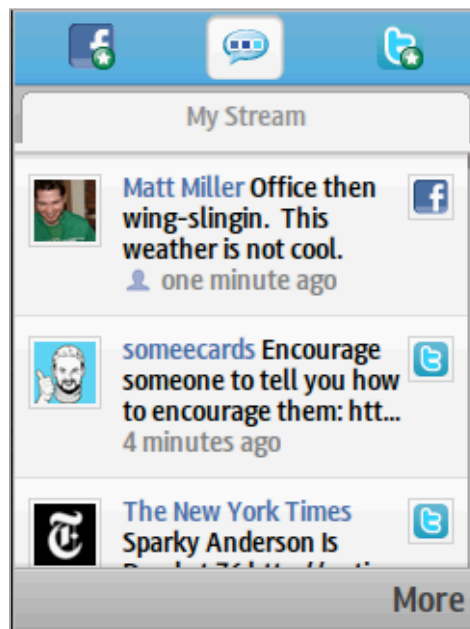 My Stream
Matt Miller Office then
wing-slingin. This
weather is not cool.
one minute ago
someecards Encourage
someone to tell you how
to encourage them: htt...
4 minutes ago
The New York Times
Sparky Anderson Is
More